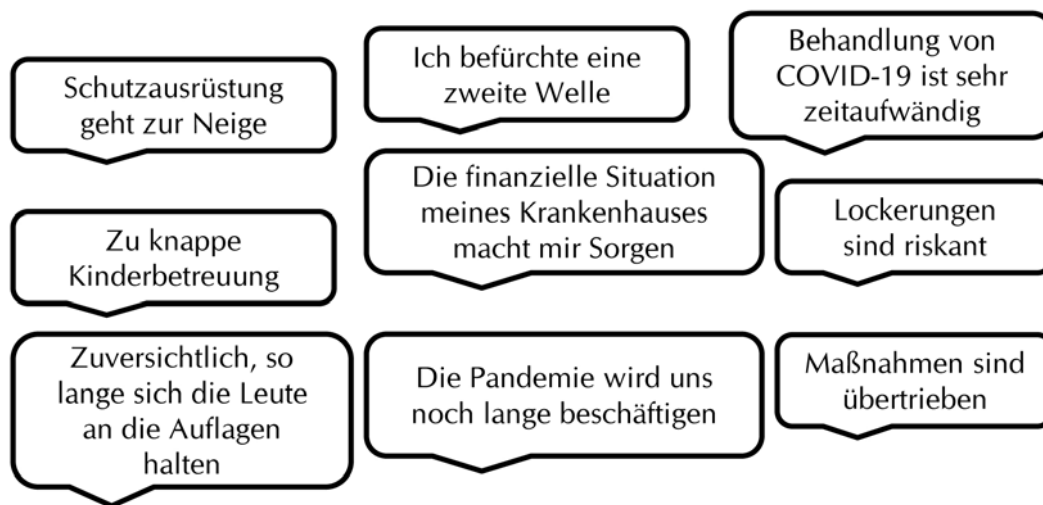 Schutzausrüstung
geht zur Neige
Ich befürchte eine
zweite Welle
Behandlung von
COVID-19 ist sehr
zeitaufwändig
Zu knappe
Kinderbetreuung
Die finanzielle Situation
meines Krankenhauses
macht mir Sorgen
Lockerungen
sind riskant
Zuversichtlich, so
lange sich die Leute
an die Auflagen
halten
Die Pandemie wird uns
noch lange beschäftigen
Maßnahmen sind
übertrieben